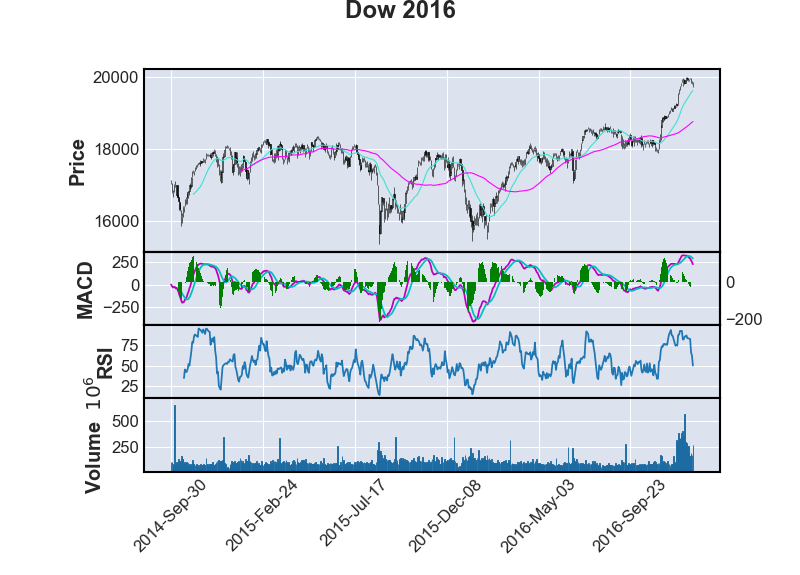 Dow 2016
20000
18000
16000
Price
250
0
−250
MACD
0
−200
75
50
25
RSI
500
250
Volume 10^6
2014-Sep-30
2015-Feb-24
2015-Jul-17
2015-Dec-08
2016-May-03
2016-Sep-23